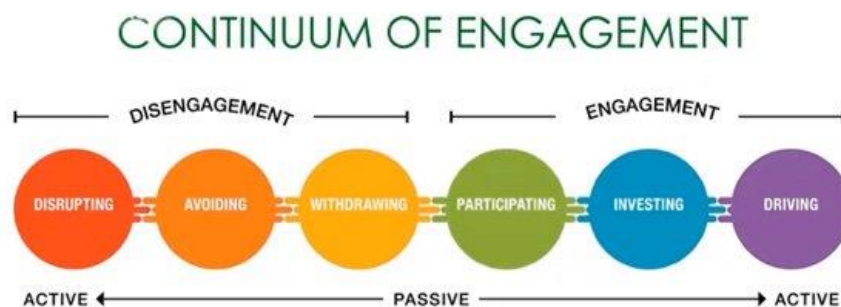 CONTINUUM OF ENGAGEMENT
DISENGAGEMENT ENGAGEMENT
DISRUPTING AVOIDING WITHDRAWING PARTICIPATING INVESTING DRIVING
ACTIVE PASSIVE ACTIVE